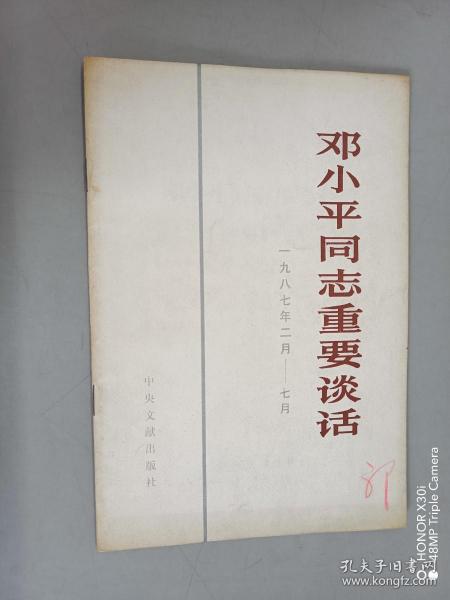 邓小平同志重要谈话
一九八七年二月——七月
中央文献出版社
HONOR X30i
48MP Triple Camera
孔夫子旧书网
www.kongfz.com